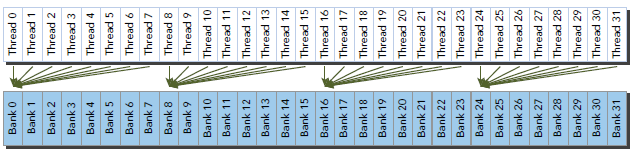 Thread 0
Thread 1
Thread 2
Thread 3
Thread 4
Thread 5
Thread 6
Thread 7
Thread 8
Thread 9
Thread 10
Thread 11
Thread 12
Thread 13
Thread 14
Thread 15
Thread 16
Thread 17
Thread 18
Thread 19
Thread 20
Thread 21
Thread 22
Thread 23
Thread 24
Thread 25
Thread 26
Thread 27
Thread 28
Thread 29
Thread 30
Thread 31
Bank 0
Bank 1
Bank 2
Bank 3
Bank 4
Bank 5
Bank 6
Bank 7
Bank 8
Bank 9
Bank 10
Bank 11
Bank 12
Bank 13
Bank 14
Bank 15
Bank 16
Bank 17
Bank 18
Bank 19
Bank 20
Bank 21
Bank 22
Bank 23
Bank 24
Bank 25
Bank 26
Bank 27
Bank 28
Bank 29
Bank 30
Bank 31